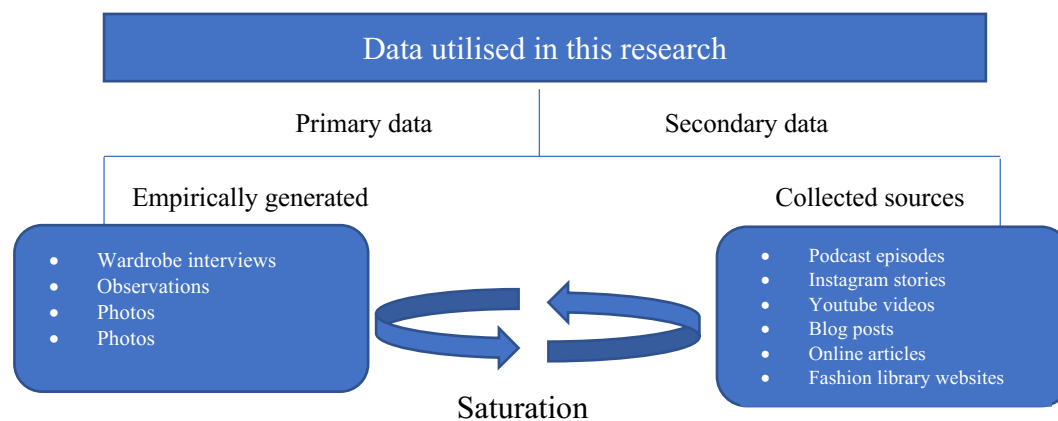 Data utilised in this research
Primary data
Secondary data
Empirically generated
Collected sources
• Wardrobe interviews
• Observations
• Photos
• Photos
• Podcast episodes
• Instagram stories
• Youtube videos
• Blog posts
• Online articles
• Fashion library websites
Saturation